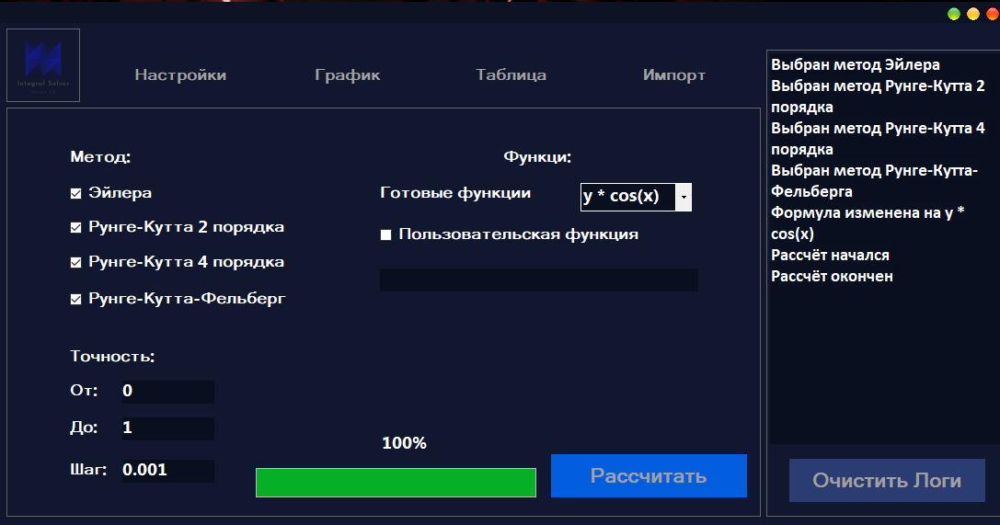 Integral Solver
Настройки
График
Таблица
Импорт
Метод:
Эйлера
Рунге-Кутта 2 порядка
Рунге-Кутта 4 порядка
Рунге-Кутта-Фельберг
Функци:
Готовые функции
y * cos(x)
Пользовательская функция
Точность:
От:
0
До:
1
Шаг:
0.001
100%
Рассчитать
Выбран метод Эйлера
Выбран метод Рунге-Кутта 2
порядка
Выбран метод Рунге-Кутта 4
порядка
Выбран метод Рунге-Кутта-
Фельберга
Формула изменена на y *
cos(x)
Рассчёт начался
Рассчёт окончен
Очистить Логи